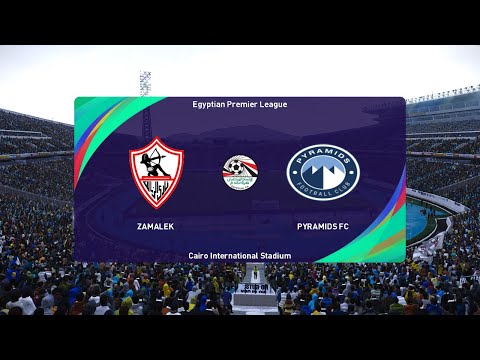 Egyptian Premier League
PYRAMIDS
FOOTBALL CLUB
ZAMALEK
PYRAMIDS FC
Cairo International Stadium